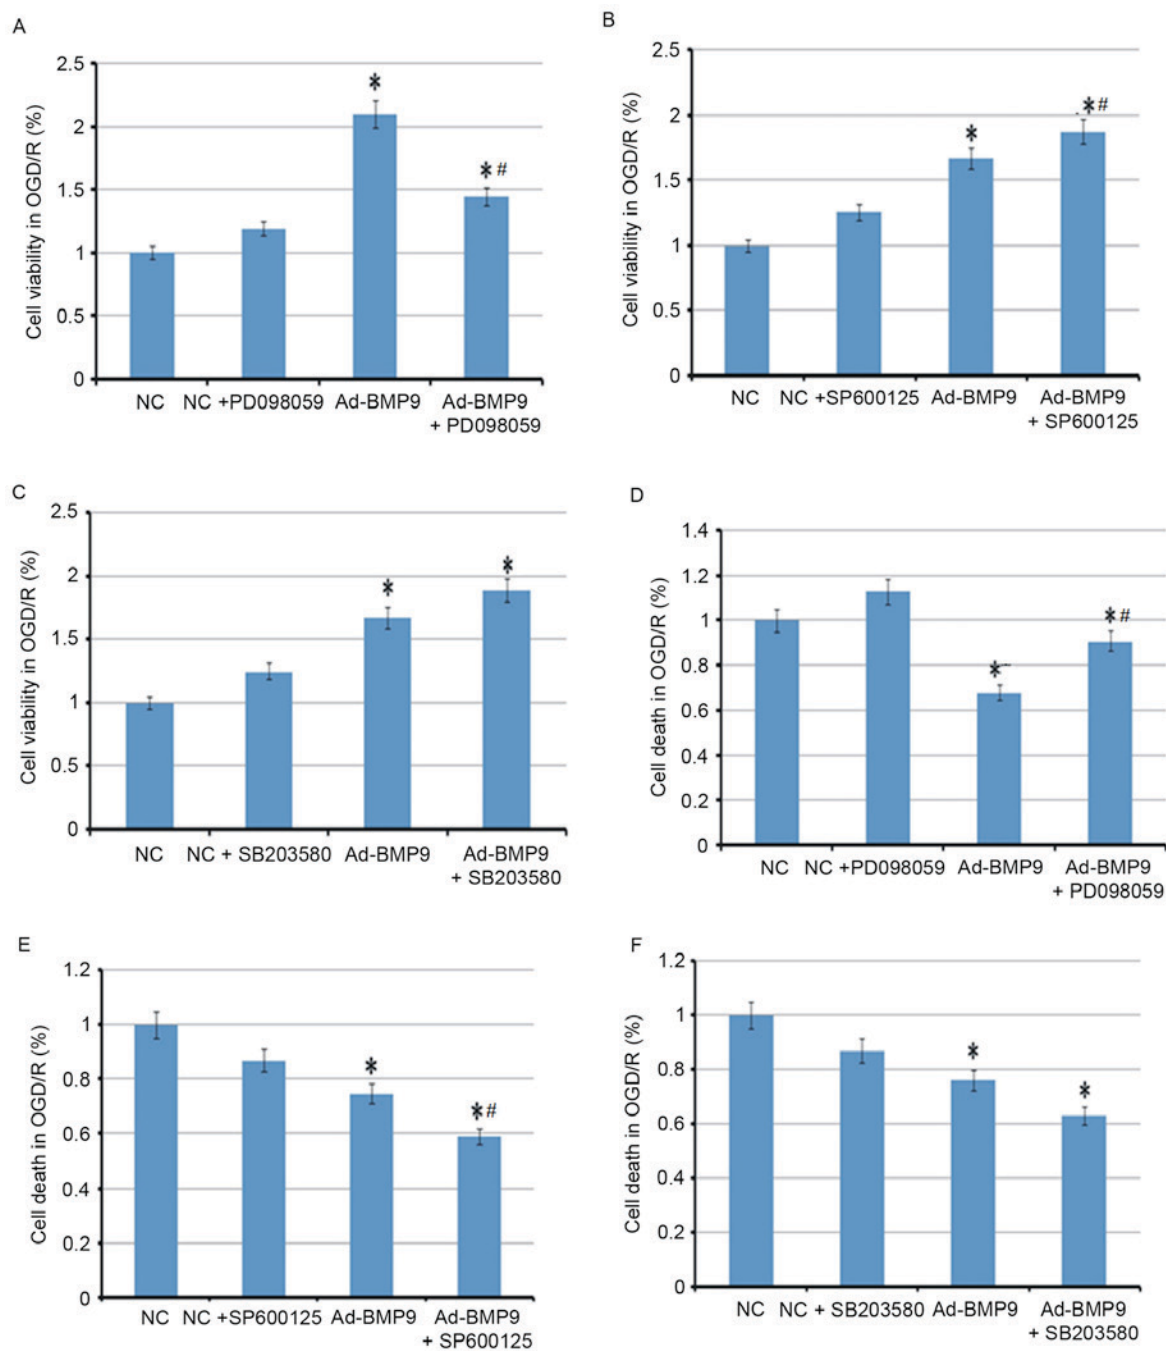 A
Cell viability in OGD/R (%)
2.5
2
1.5
1
0.5
0
*
* #
NC
NC +PD098059
Ad-BMP9
Ad-BMP9
+ PD098059
B
Cell viability in OGD/R (%)
2.5
2
1.5
1
0.5
0
*
*#
NC
NC +SP600125
Ad-BMP9
Ad-BMP9
+ SP600125
C
Cell viability in OGD/R (%)
2.5
2
1.5
1
0.5
0
*
*
NC
NC + SB203580
Ad-BMP9
Ad-BMP9
+ SB203580
D
Cell death in OGD/R (%)
1.4
1.2
1
0.8
0.6
0.4
0.2
0
*
* #
NC
NC +PD098059
Ad-BMP9
Ad-BMP9
+ PD098059
E
Cell death in OGD/R (%)
1.2
1
0.8
0.6
0.4
0.2
0
*
*#
NC
NC +SP600125
Ad-BMP9
Ad-BMP9
+ SP600125
F
Cell death in OGD/R (%)
1.2
1
0.8
0.6
0.4
0.2
0
*
*
NC
NC + SB203580
Ad-BMP9
Ad-BMP9
+ SB203580